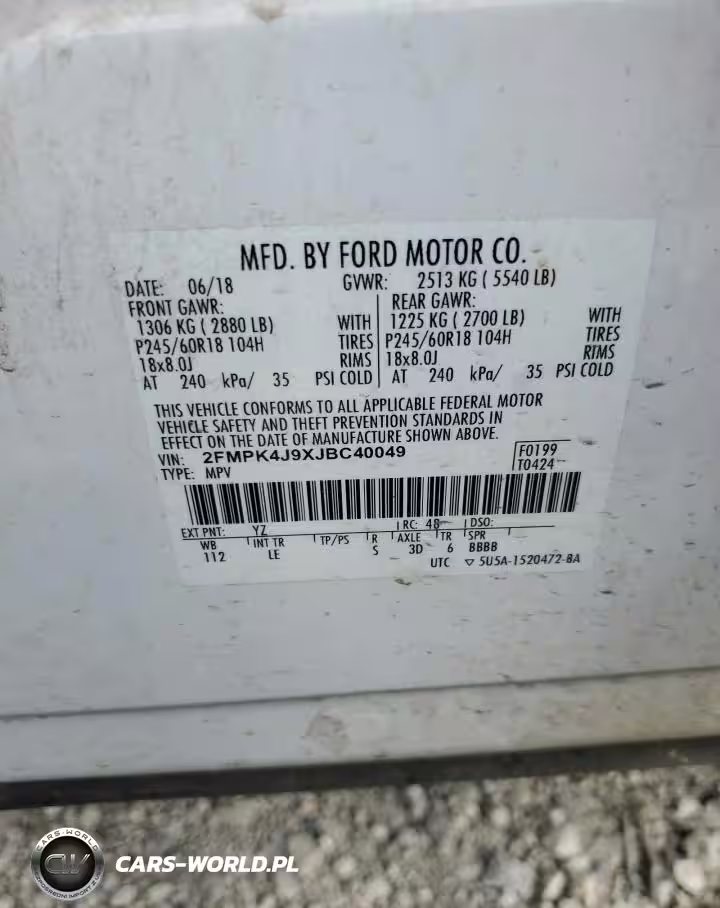 MFD. BY FORD MOTOR CO.
DATE: 06/18 GVWR: 2513 KG ( 5540 LB)
FRONT GAWR: REAR GAWR:
1306 KG ( 2880 LB) WITH 1225 KG ( 2700 LB) WITH
P245/60R18 104H TIRES P245/60R18 104H TIRES
18x8.0J RIMS 18x8.0J RIMS
AT 240 kPa/ 35 PSI COLD AT 240 kPa/ 35 PSI COLD
THIS VEHICLE CONFORMS TO ALL APPLICABLE FEDERAL MOTOR
VEHICLE SAFETY AND THEFT PREVENTION STANDARDS IN
EFFECT ON THE DATE OF MANUFACTURE SHOWN ABOVE.
VIN: 2FMPK4J9XJBC40049 F0199
TYPE: MPV T0424
EXT PNT: YZ RC: 48 DSO:
WB INT TR TP/PS R AXLE TR SPR
112 LE S 3D 6 BBBB
UTC ▽ 5U5A-1520472-BA
CARS-WORLD
CW
CARS-WORLD.PL